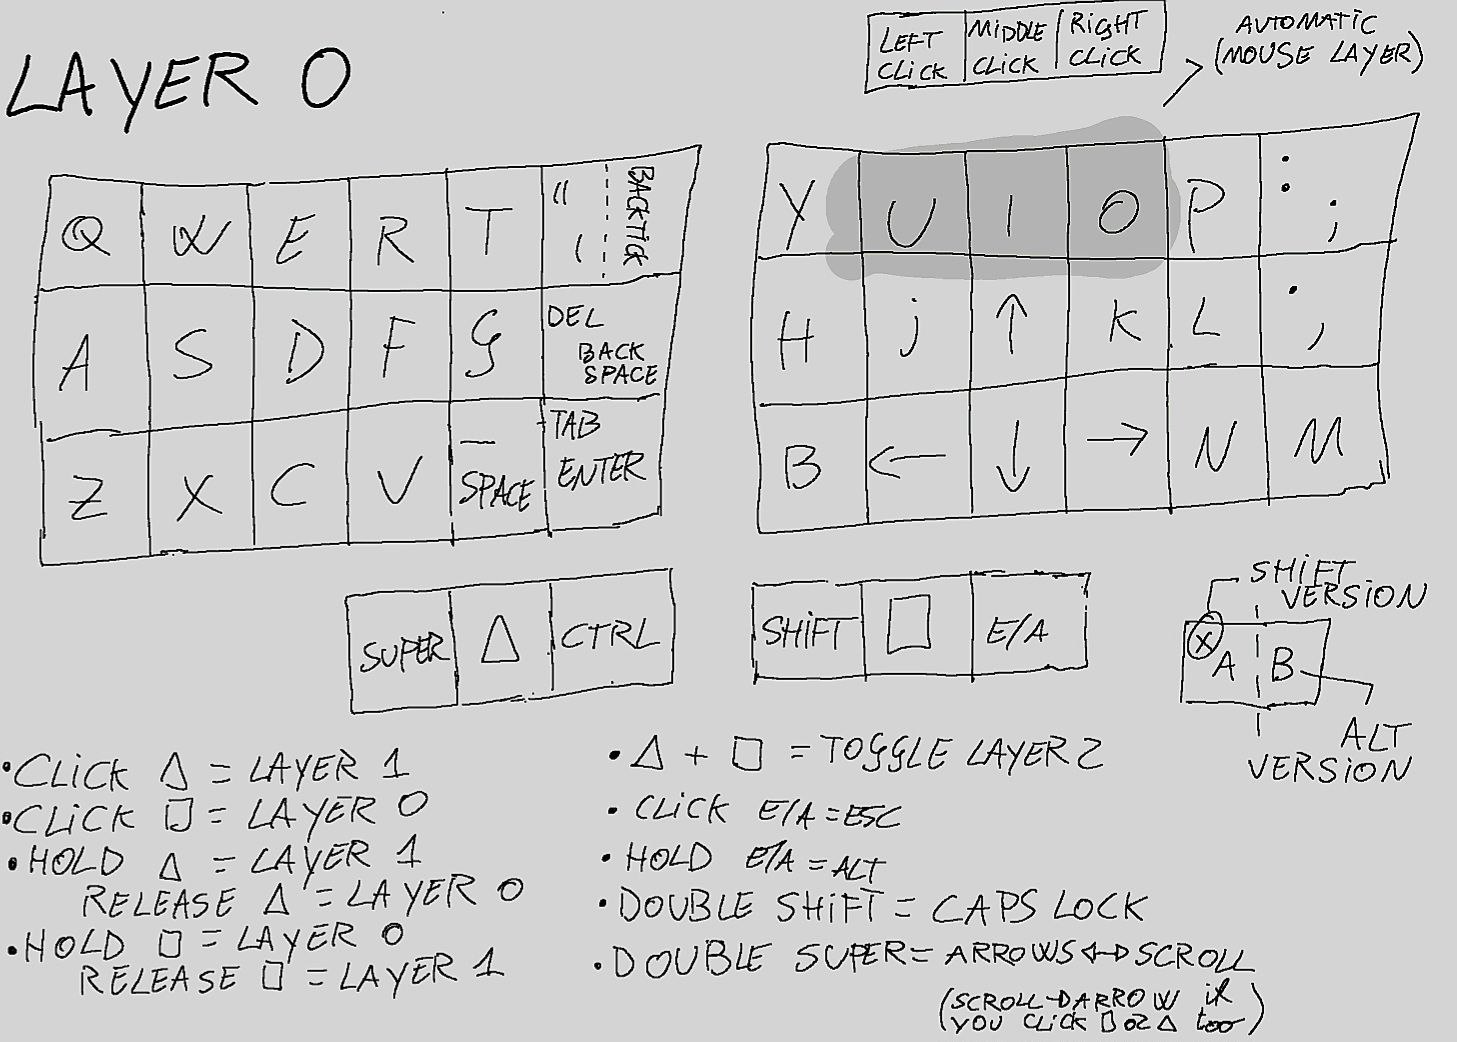 LAYER 0
LEFT CLICK
MIDDLE CLICK
RIGHT CLICK
AUTOMATIC
(MOUSE LAYER)
Q W E R T “ ‘ BACKTICK
A S D F G DEL BACK SPACE
Z X C V _ SPACE TAB ENTER
Y U I O P : ;
H j ↑ K L . ,
B ← ↓ → N M
SUPER △ CTRL
SHIFT □ E/A
SHIFT
VERSION
X A B
ALT
VERSION
• CLICK △ = LAYER 1
• CLICK □ = LAYER 0
• HOLD △ = LAYER 1
RELEASE △ = LAYER 0
• HOLD □ = LAYER 0
RELEASE □ = LAYER 1
• △ + □ = TOGGLE LAYER 2
• CLICK E/A = ESC
• HOLD E/A = ALT
• DOUBLE SHIFT = CAPS LOCK
• DOUBLE SUPER = ARROWS ↔ SCROLL
(SCROLL → ARROW if
YOU CLICK □ OR △ too)